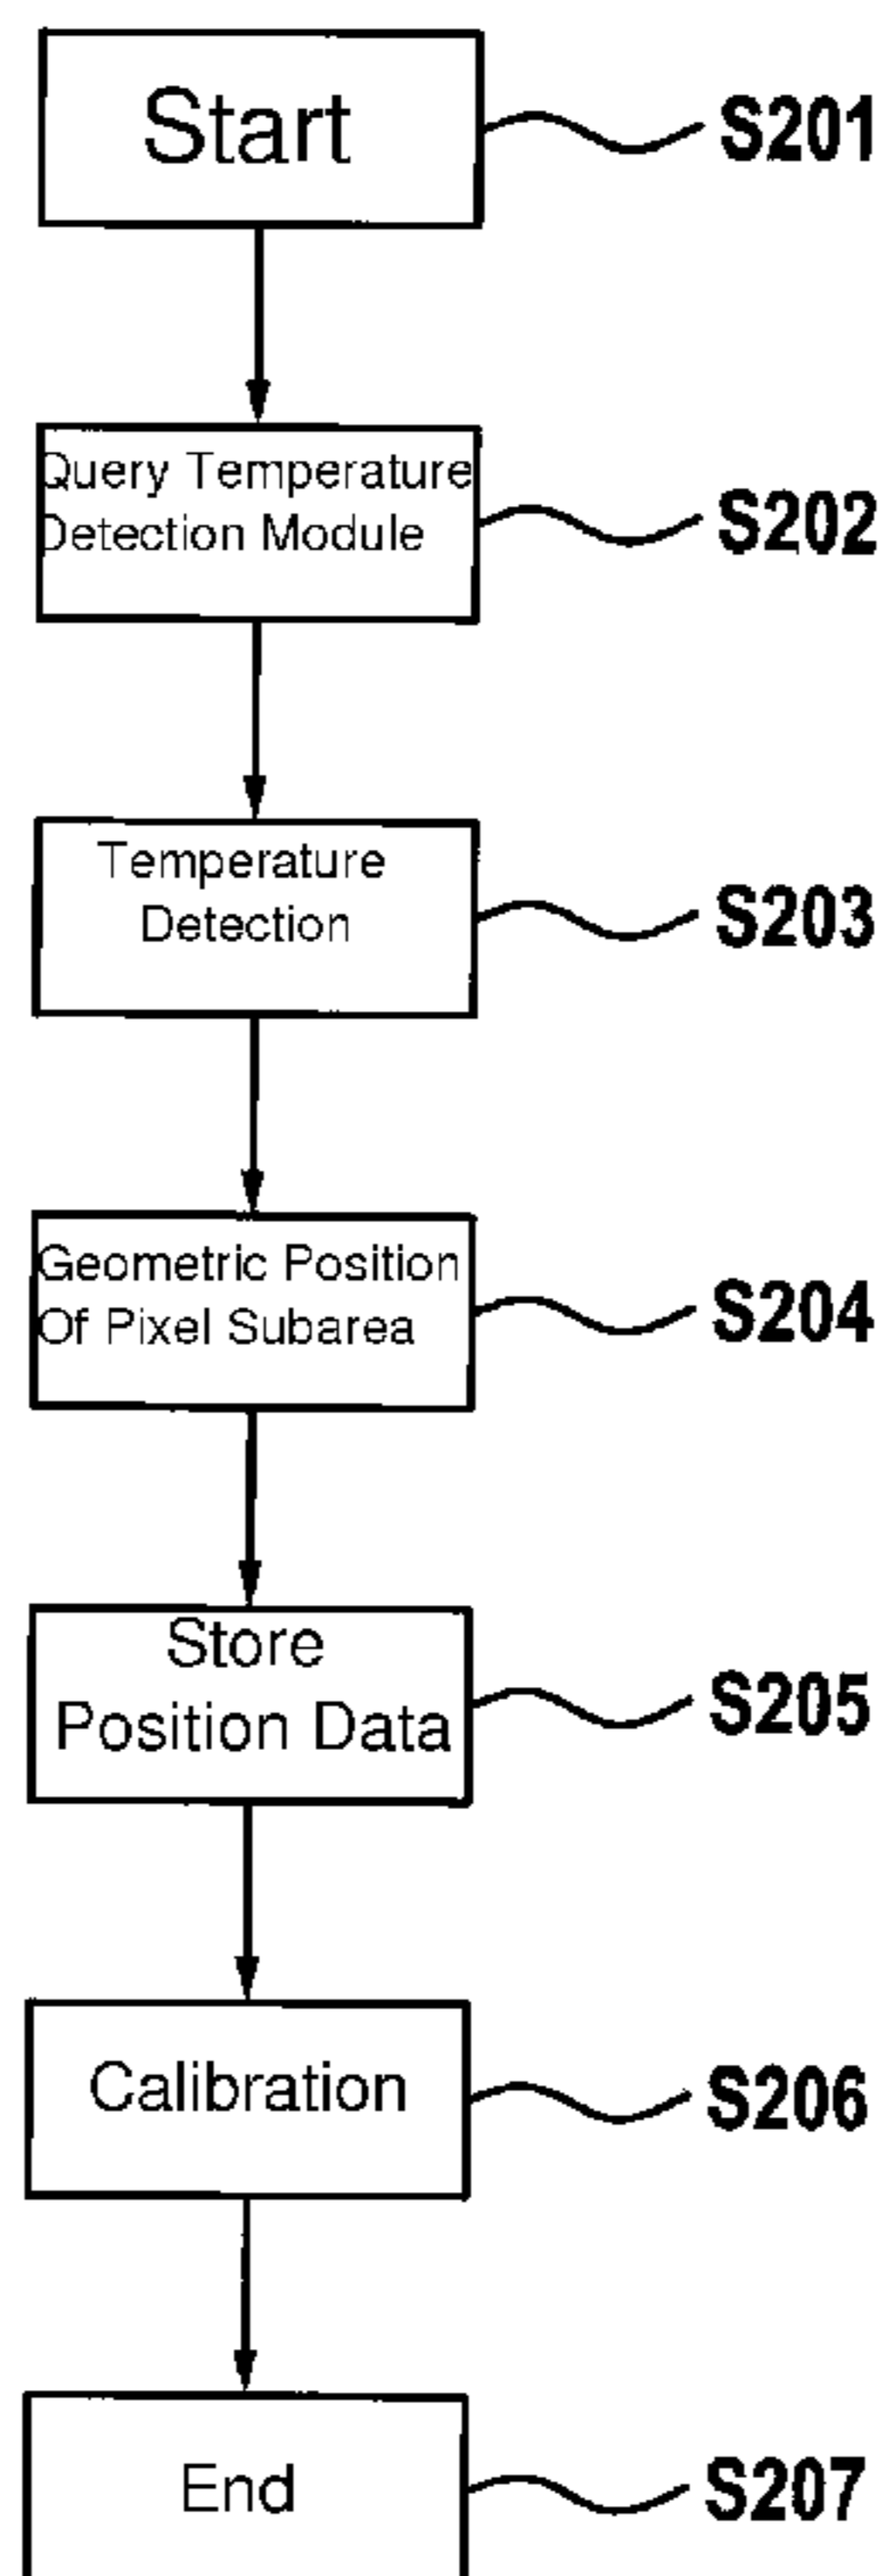 Start
S201
Query Temperature
Detection Module
S202
Temperature
Detection
S203
Geometric Position
Of Pixel Subarea
S204
Store
Position Data
S205
Calibration
S206
End
S207